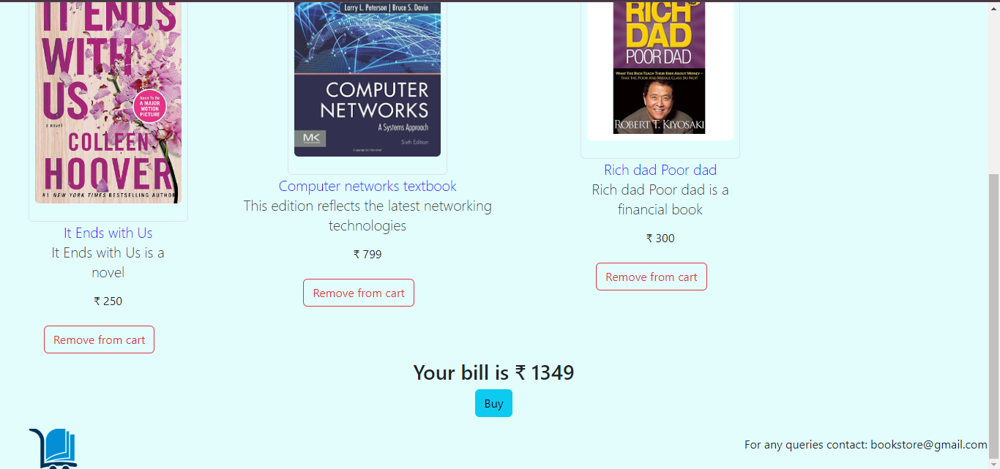 IT ENDS
WITH
US
a novel
SOON TO BE
A MAJOR
MOTION
PICTURE
COLLEEN
HOOVER
#1 NEW YORK TIMES BESTSELLING AUTHOR
It Ends with Us
It Ends with Us is a
novel
₹ 250
Remove from cart
Larry L. Peterson | Bruce S. Davie
COMPUTER
NETWORKS
A Systems Approach
MK
Sixth Edition
Computer networks textbook
This edition reflects the latest networking
technologies
₹ 799
Remove from cart
RICH
DAD
POOR DAD
WHAT THE RICH TEACH THEIR KIDS ABOUT MONEY –
THAT THE POOR AND MIDDLE CLASS DO NOT!
ROBERT T. KIYOSAKI
Rich dad Poor dad
Rich dad Poor dad is a
financial book
₹ 300
Remove from cart
Your bill is ₹ 1349
Buy
For any queries contact: bookstore@gmail.com